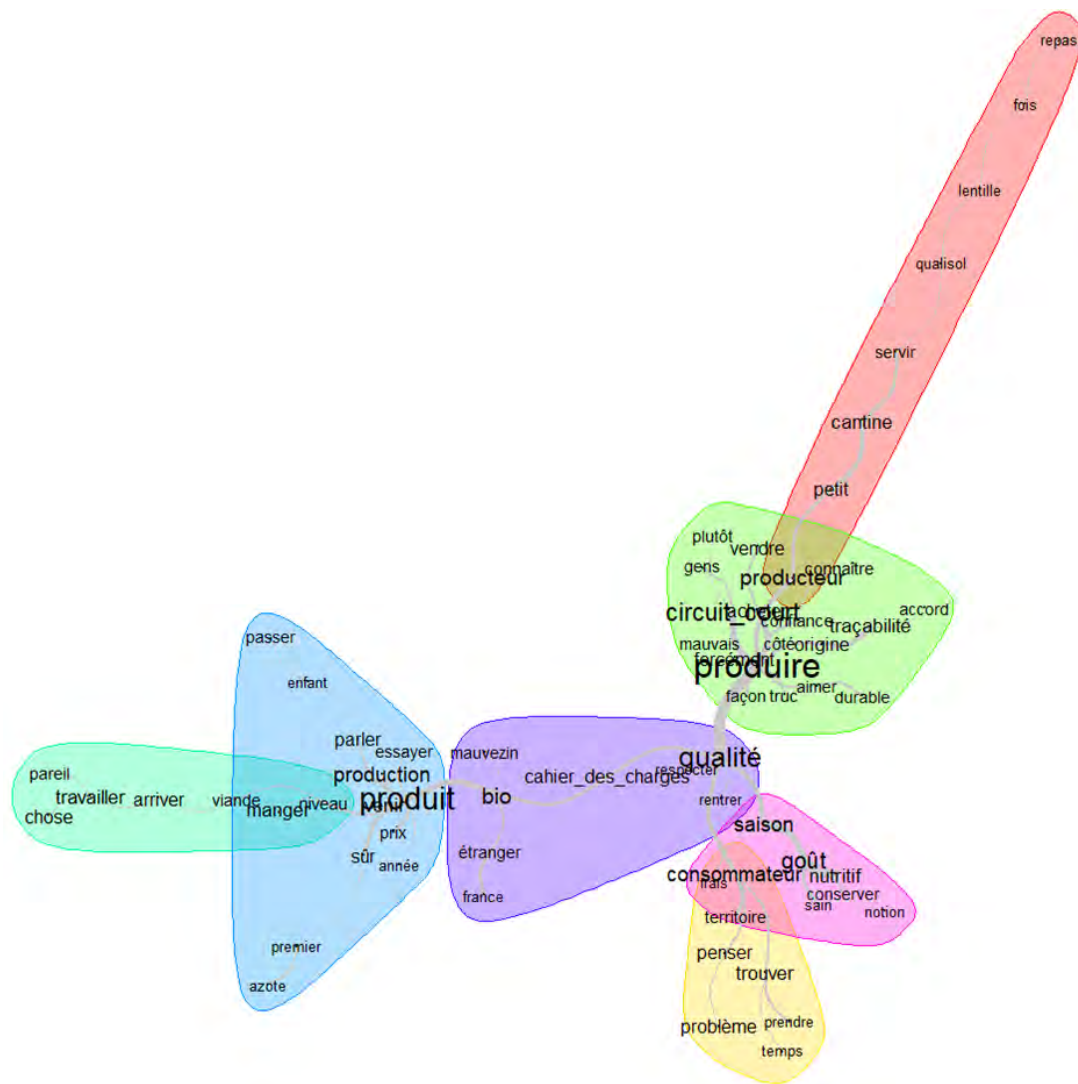 repas
fois
lentille
qualisol
servir
cantine
petit
plutôt
vendre
gens
connaître
producteur
circuit_court
accord
confiance
traçabilité
mauvais
côté
origine
forcément
produire
aimer
façon
truc
durable
passer
enfant
parler
essayer
mauvezin
qualité
respecter
cahier_des_charges
production
pareil
travailler
arriver
viande
manger
niveau
venir
produit
bio
rentrer
chose
prix
saison
sûr
année
étranger
goût
consommateur
nutritif
frais
conserver
france
sain
notion
territoire
premier
penser
trouver
azote
problème
prendre
temps